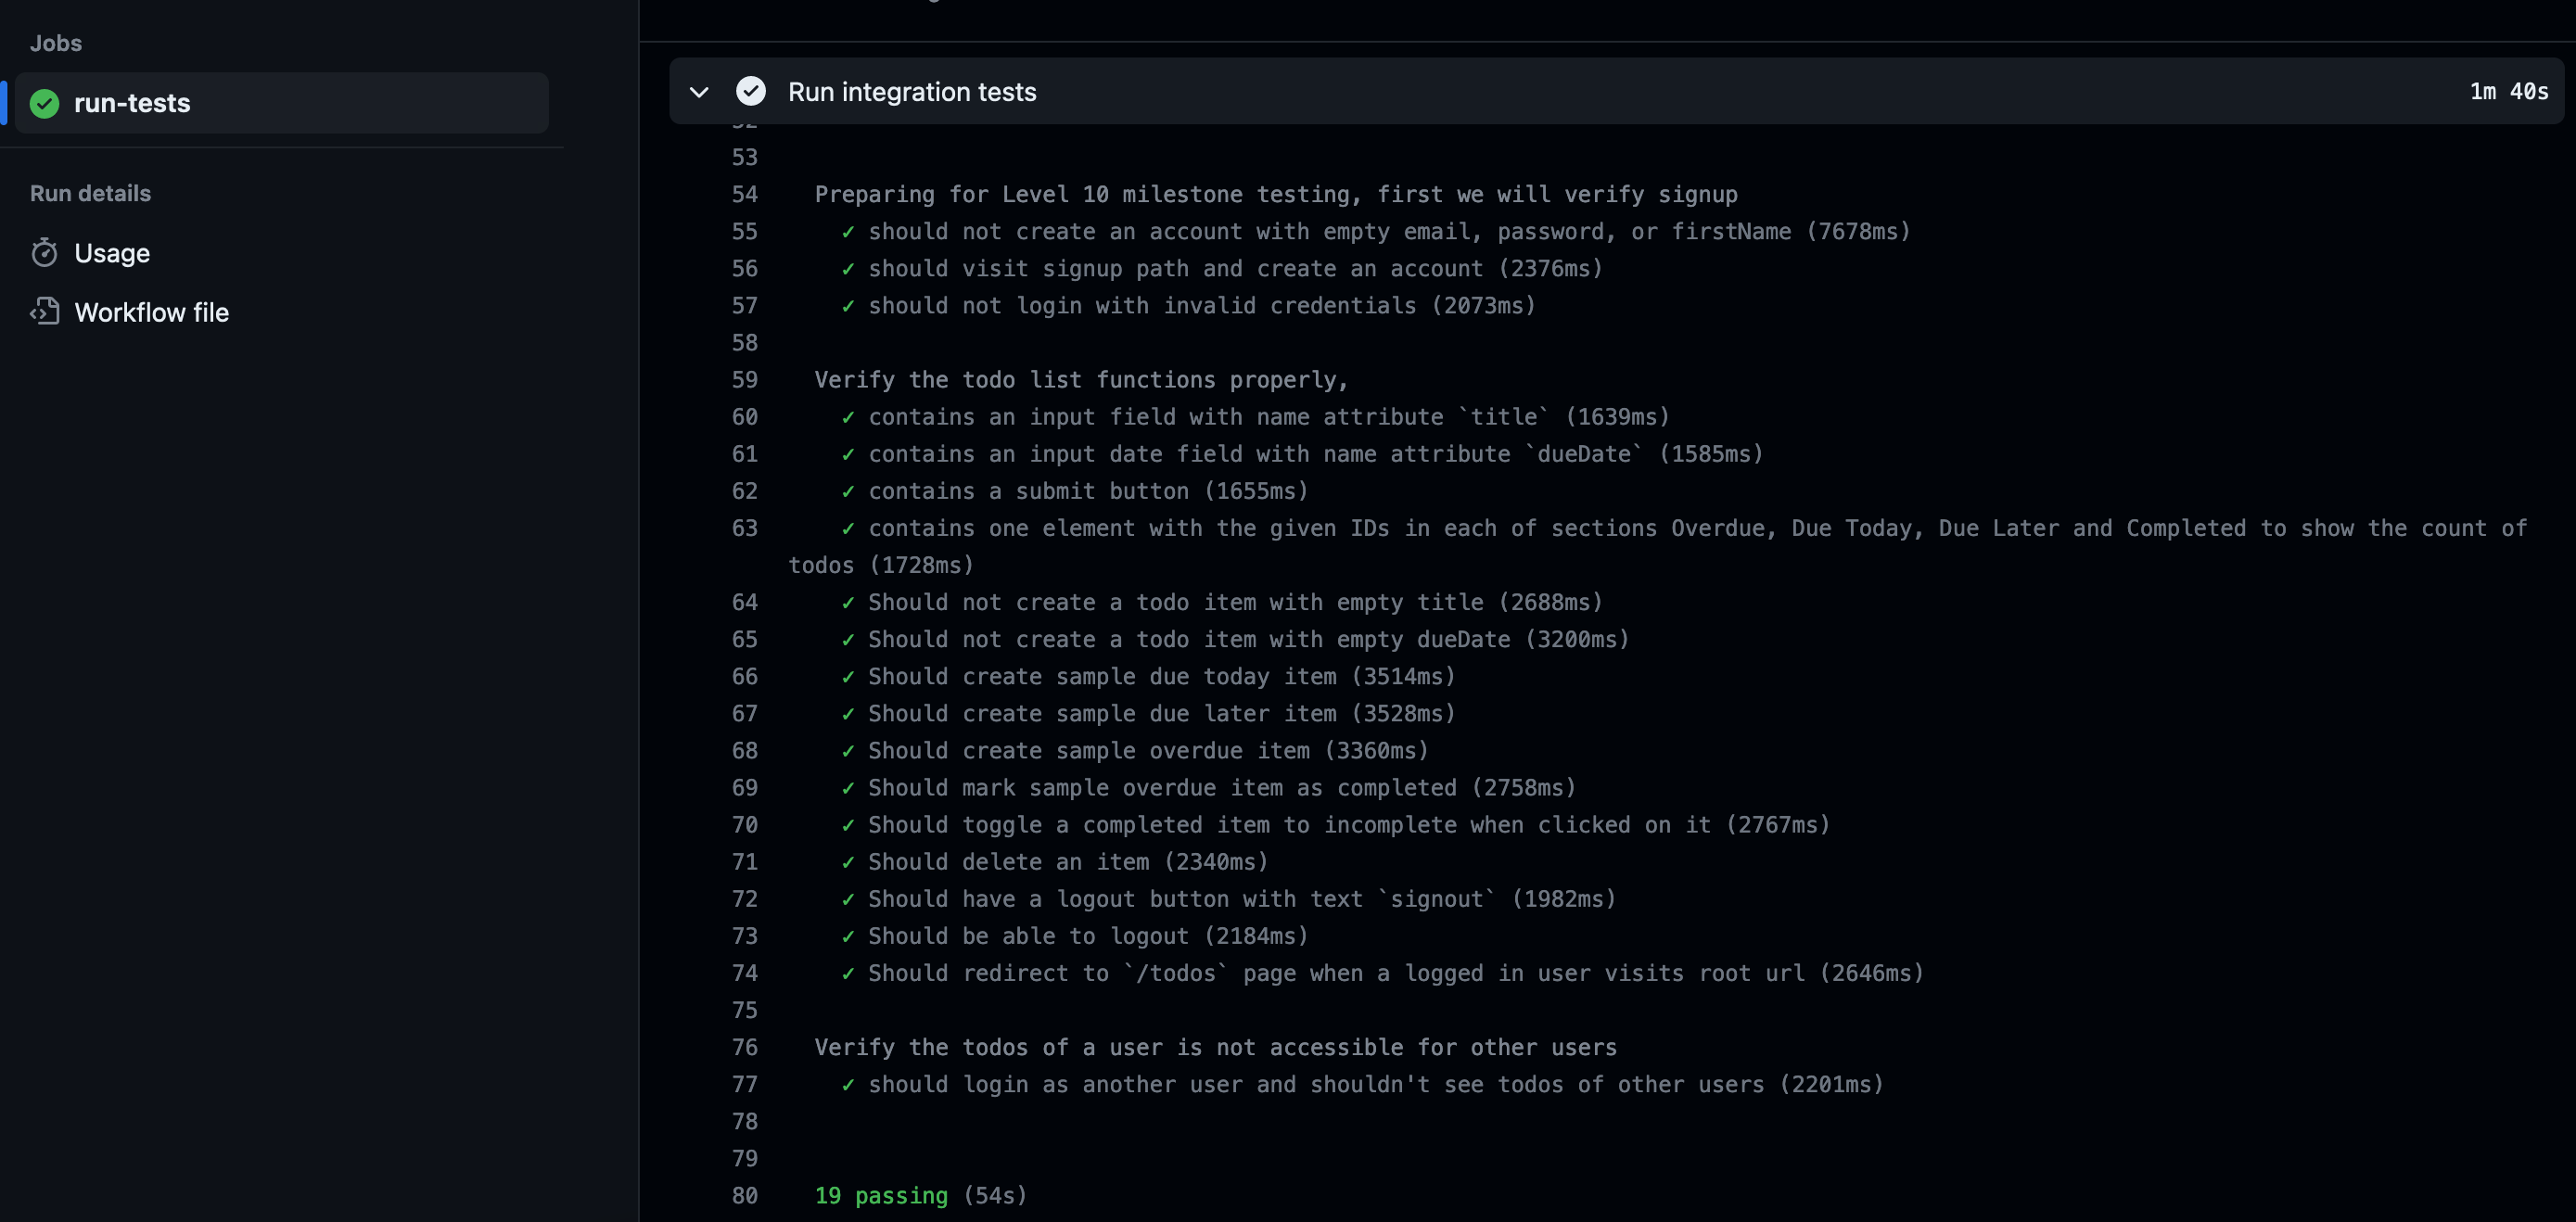 Jobs
run-tests
Run details
Usage
Workflow file
Run integration tests 1m 40s
53
54 Preparing for Level 10 milestone testing, first we will verify signup
55 ✓ should not create an account with empty email, password, or firstName (7678ms)
56 ✓ should visit signup path and create an account (2376ms)
57 ✓ should not login with invalid credentials (2073ms)
58
59 Verify the todo list functions properly,
60 ✓ contains an input field with name attribute `title` (1639ms)
61 ✓ contains an input date field with name attribute `dueDate` (1585ms)
62 ✓ contains a submit button (1655ms)
63 ✓ contains one element with the given IDs in each of sections Overdue, Due Today, Due Later and Completed to show the count of
todos (1728ms)
64 ✓ Should not create a todo item with empty title (2688ms)
65 ✓ Should not create a todo item with empty dueDate (3200ms)
66 ✓ Should create sample due today item (3514ms)
67 ✓ Should create sample due later item (3528ms)
68 ✓ Should create sample overdue item (3360ms)
69 ✓ Should mark sample overdue item as completed (2758ms)
70 ✓ Should toggle a completed item to incomplete when clicked on it (2767ms)
71 ✓ Should delete an item (2340ms)
72 ✓ Should have a logout button with text `signout` (1982ms)
73 ✓ Should be able to logout (2184ms)
74 ✓ Should redirect to `/todos` page when a logged in user visits root url (2646ms)
75
76 Verify the todos of a user is not accessible for other users
77 ✓ should login as another user and shouldn't see todos of other users (2201ms)
78
79
80 19 passing (54s)